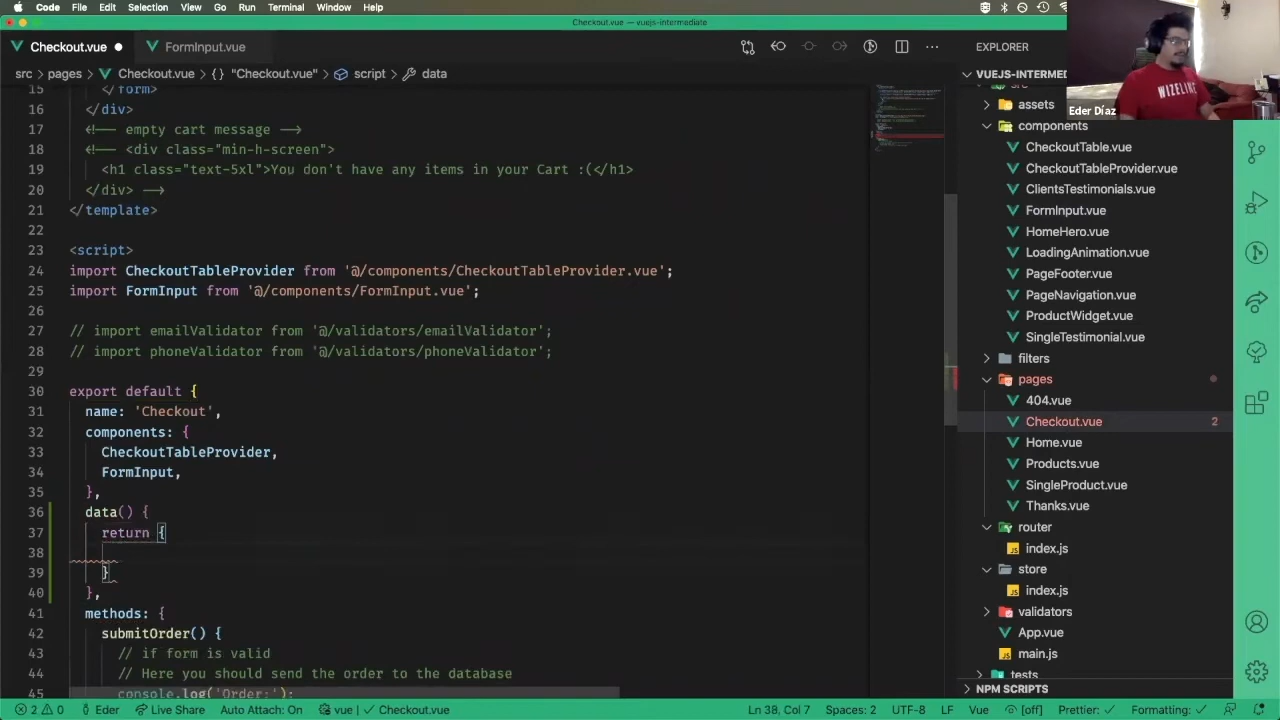 Code File Edit Selection View Go Run Terminal Window Help
Checkout.vue — vuejs-intermediate
Checkout.vue
FormInput.vue
EXPLORER
src > pages > Checkout.vue > {} "Checkout.vue" > script > data
15 </form>
16 </div>
17 <!-- empty cart message -->
18 <!-- <div class="min-h-screen">
19 <h1 class="text-5xl">You don't have any items in your Cart :(</h1>
20 </div> -->
21 </template>
22
23 <script>
24 import CheckoutTableProvider from '@/components/CheckoutTableProvider.vue';
25 import FormInput from '@/components/FormInput.vue';
26
27 // import emailValidator from '@/validators/emailValidator';
28 // import phoneValidator from '@/validators/phoneValidator';
29
30 export default {
31 name: 'Checkout',
32 components: {
33 CheckoutTableProvider,
34 FormInput,
35 },
36 data() {
37 return {
38
39 }
40 },
41 methods: {
42 submitOrder() {
43 // if form is valid
44 // Here you should send the order to the database
45 console.log('Order:');
VUEJS-INTERMED
assets
components
CheckoutTable.vue
CheckoutTableProvider.vue
ClientsTestimonials.vue
FormInput.vue
HomeHero.vue
LoadingAnimation.vue
PageFooter.vue
PageNavigation.vue
ProductWidget.vue
SingleTestimonial.vue
filters
pages
404.vue
Checkout.vue 2
Home.vue
Products.vue
SingleProduct.vue
Thanks.vue
router
index.js
store
index.js
validators
App.vue
main.js
tests
NPM SCRIPTS
WIZELINE
Eder Díaz
2 0 Eder Live Share Auto Attach: On vue | ✓ Checkout.vue Ln 38, Col 7 Spaces: 2 UTF-8 LF Vue [off] Prettier: ✓ Formatting: ✓